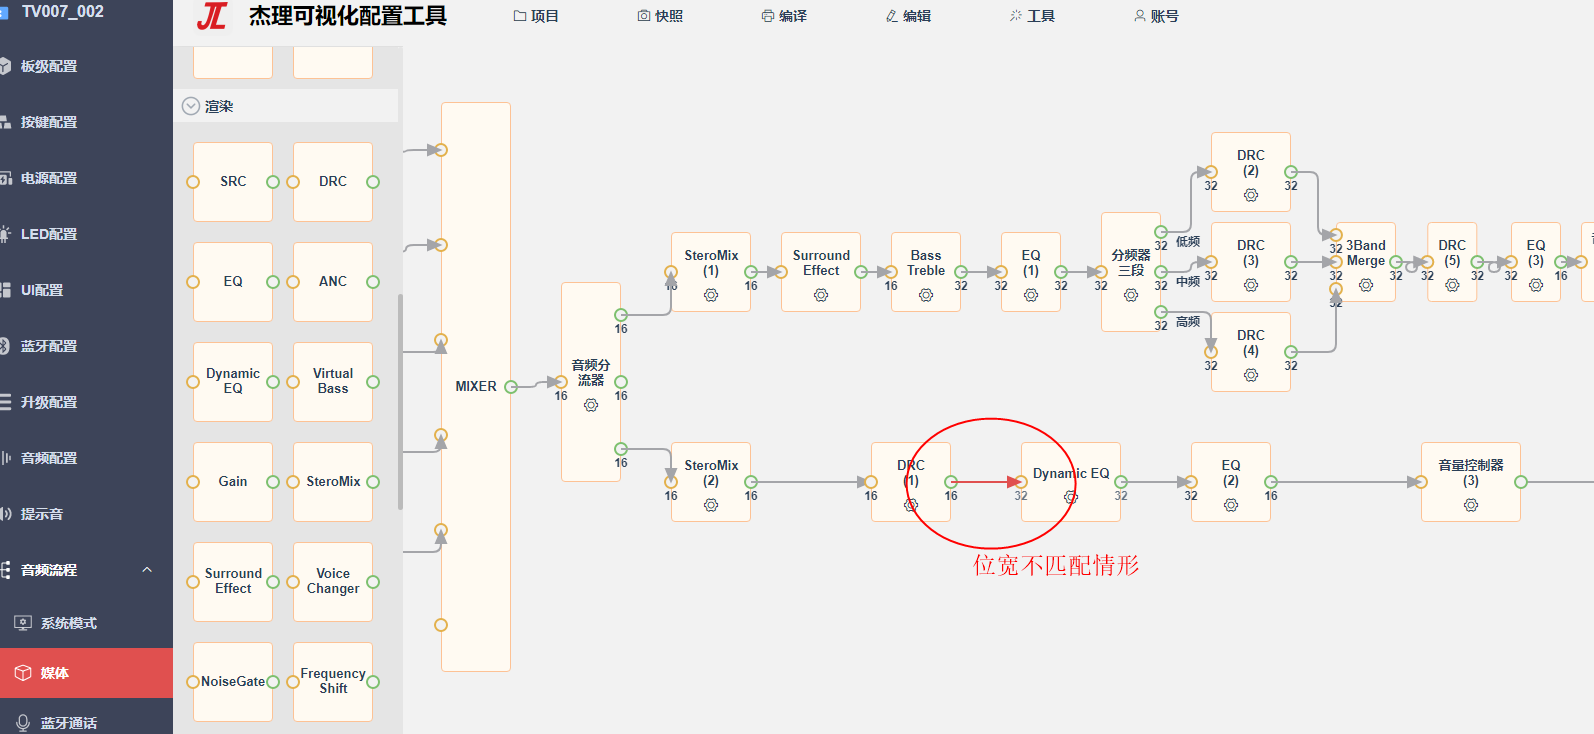 TV007_002
JL
杰理可视化配置工具
项目
快照
编译
编辑
工具
账号
板级配置
按键配置
电源配置
LED配置
UI配置
蓝牙配置
升级配置
音频配置
提示音
音频流程
系统模式
媒体
蓝牙通话
渲染
SRC
DRC
EQ
ANC
Dynamic
EQ
Virtual
Bass
Gain
SteroMix
Surround
Effect
Voice
Changer
NoiseGate
Frequency
Shift
MIXER
16
音频分
流器
16
16
16
SteroMix
(1)
16
16
Surround
Effect
Bass
Treble
16
32
EQ
(1)
32
32
分频器
三段
32
32 低频
32 中频
32 高频
DRC
(2)
32
32
DRC
(3)
32
32
DRC
(4)
32
32
3Band
Merge
32
32
32
DRC
(5)
32
32
EQ
(3)
32
16
SteroMix
(2)
16
16
DRC
(1)
16
16
Dynamic EQ
32
32
EQ
(2)
32
16
音量控制器
(3)
位宽不匹配情形